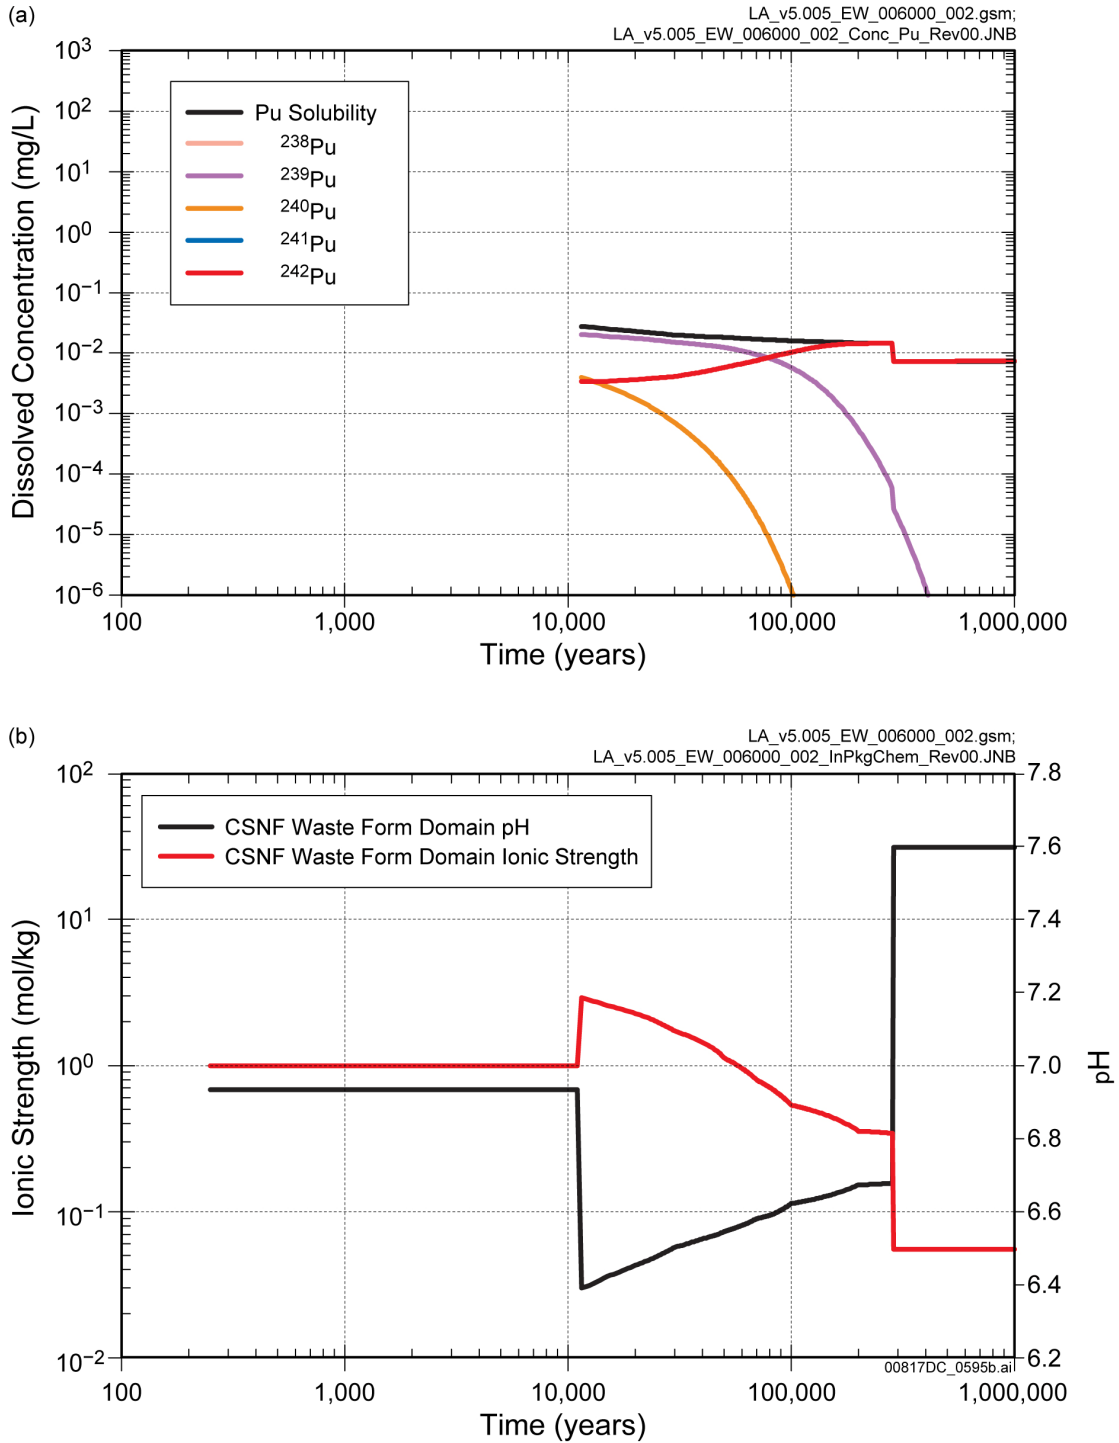 (a)
LA_v5.005_EW_006000_002.gsm;
LA_v5.005_EW_006000_002_Conc_Pu_Rev00.JNB
10³
10²
10¹
10⁰
10⁻¹
10⁻²
10⁻³
10⁻⁴
10⁻⁵
10⁻⁶
Dissolved Concentration (mg/L)
Pu Solubility
²³⁸Pu
²³⁹Pu
²⁴⁰Pu
²⁴¹Pu
²⁴²Pu
100 1,000 10,000 100,000 1,000,000
Time (years)
(b)
LA_v5.005_EW_006000_002.gsm;
LA_v5.005_EW_006000_002_InPkgChem_Rev00.JNB
10²
10¹
10⁰
10⁻¹
10⁻²
Ionic Strength (mol/kg)
CSNF Waste Form Domain pH
CSNF Waste Form Domain Ionic Strength
7.8
7.6
7.4
7.2
7.0
6.8
6.6
6.4
6.2
pH
00817DC_0595b.ai
100 1,000 10,000 100,000 1,000,000
Time (years)